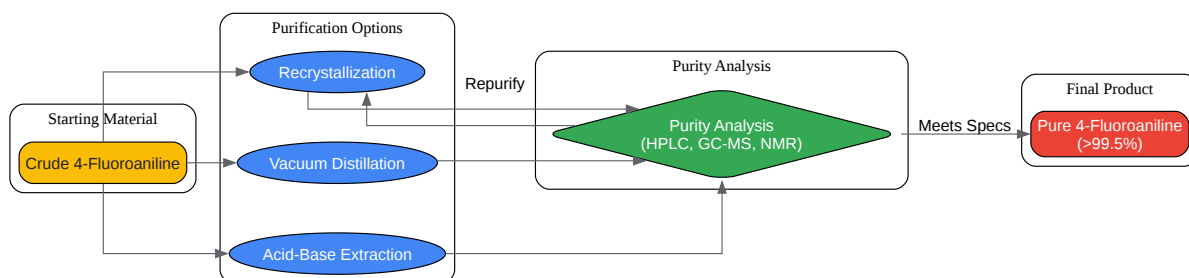 Purification Options
Recrystallization
Repurify
Purity Analysis
Final Product
Starting Material
Crude 4-Fluoroaniline
Vacuum Distillation
Purity Analysis
(HPLC, GC-MS, NMR)
Meets Specs
Pure 4-Fluoroaniline
(>99.5%)
Acid-Base Extraction